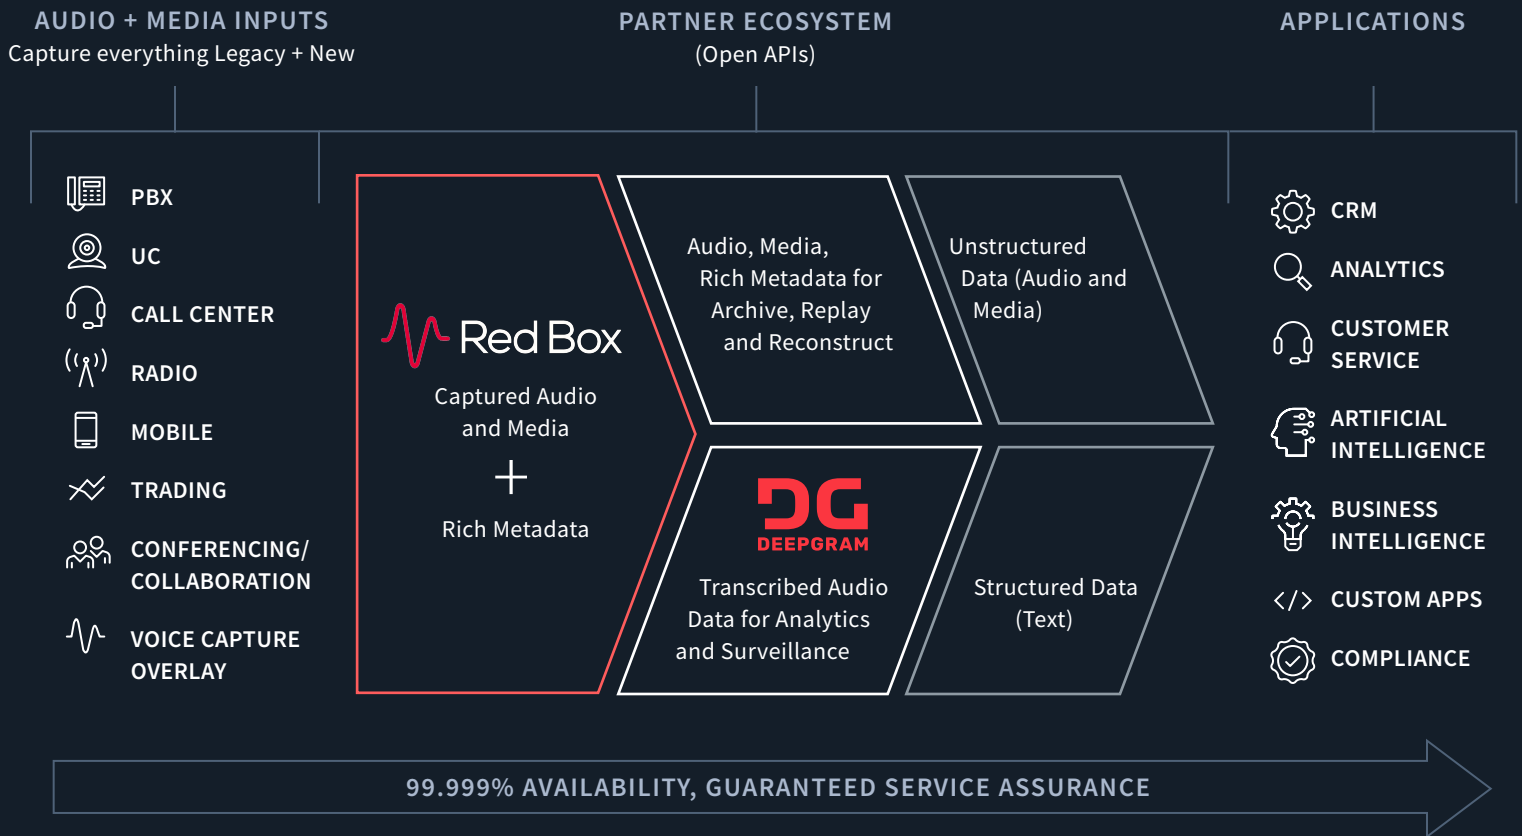 AUDIO + MEDIA INPUTS
Capture everything Legacy + New
PARTNER ECOSYSTEM
(Open APIs)
APPLICATIONS
PBX
UC
CALL CENTER
RADIO
MOBILE
TRADING
CONFERENCING/
COLLABORATION
VOICE CAPTURE
OVERLAY
Red Box
Captured Audio
and Media
+
Rich Metadata
Audio, Media,
Rich Metadata for
Archive, Replay
and Reconstruct
Unstructured
Data (Audio and
Media)
DG
DEEPGRAM
Transcribed Audio
Data for Analytics
and Surveillance
Structured Data
(Text)
CRM
ANALYTICS
CUSTOMER
SERVICE
ARTIFICIAL
INTELLIGENCE
BUSINESS
INTELLIGENCE
CUSTOM APPS
COMPLIANCE
99.999% AVAILABILITY, GUARANTEED SERVICE ASSURANCE